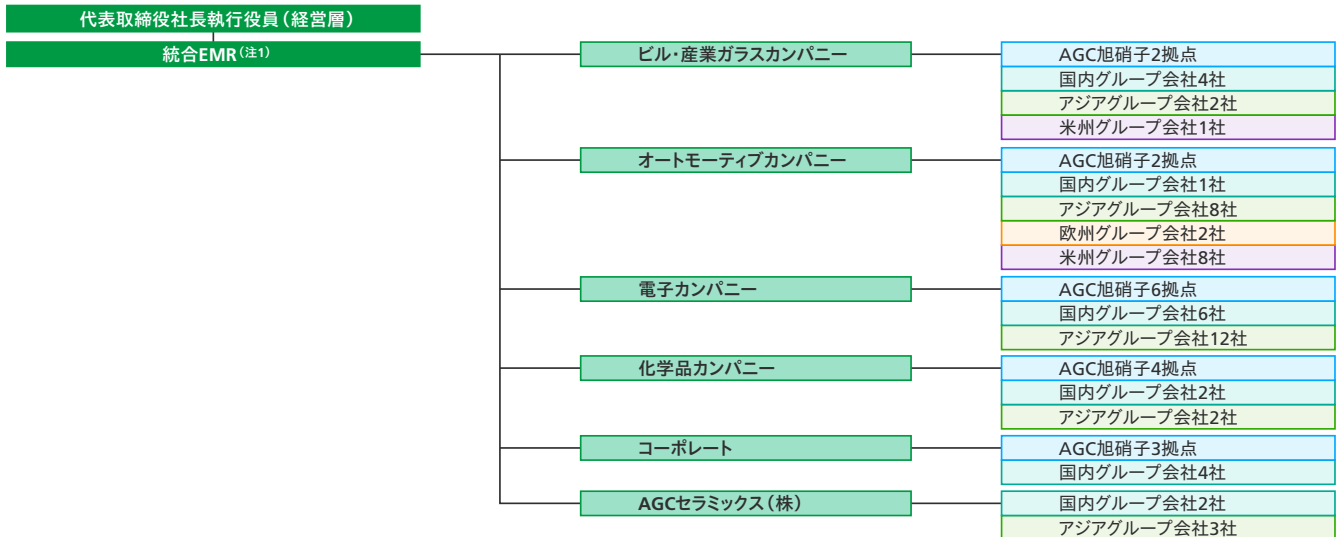 代表取締役社長執行役員（経営層）
統合EMR（注1）
ビル・産業ガラスカンパニー
AGC旭硝子2拠点
国内グループ会社4社
アジアグループ会社2社
米州グループ会社1社
オートモーティブカンパニー
AGC旭硝子2拠点
国内グループ会社1社
アジアグループ会社8社
欧州グループ会社2社
米州グループ会社8社
電子カンパニー
AGC旭硝子6拠点
国内グループ会社6社
アジアグループ会社12社
化学品カンパニー
AGC旭硝子4拠点
国内グループ会社2社
アジアグループ会社2社
コーポレート
AGC旭硝子3拠点
国内グループ会社4社
AGCセラミックス（株）
国内グループ会社2社
アジアグループ会社3社